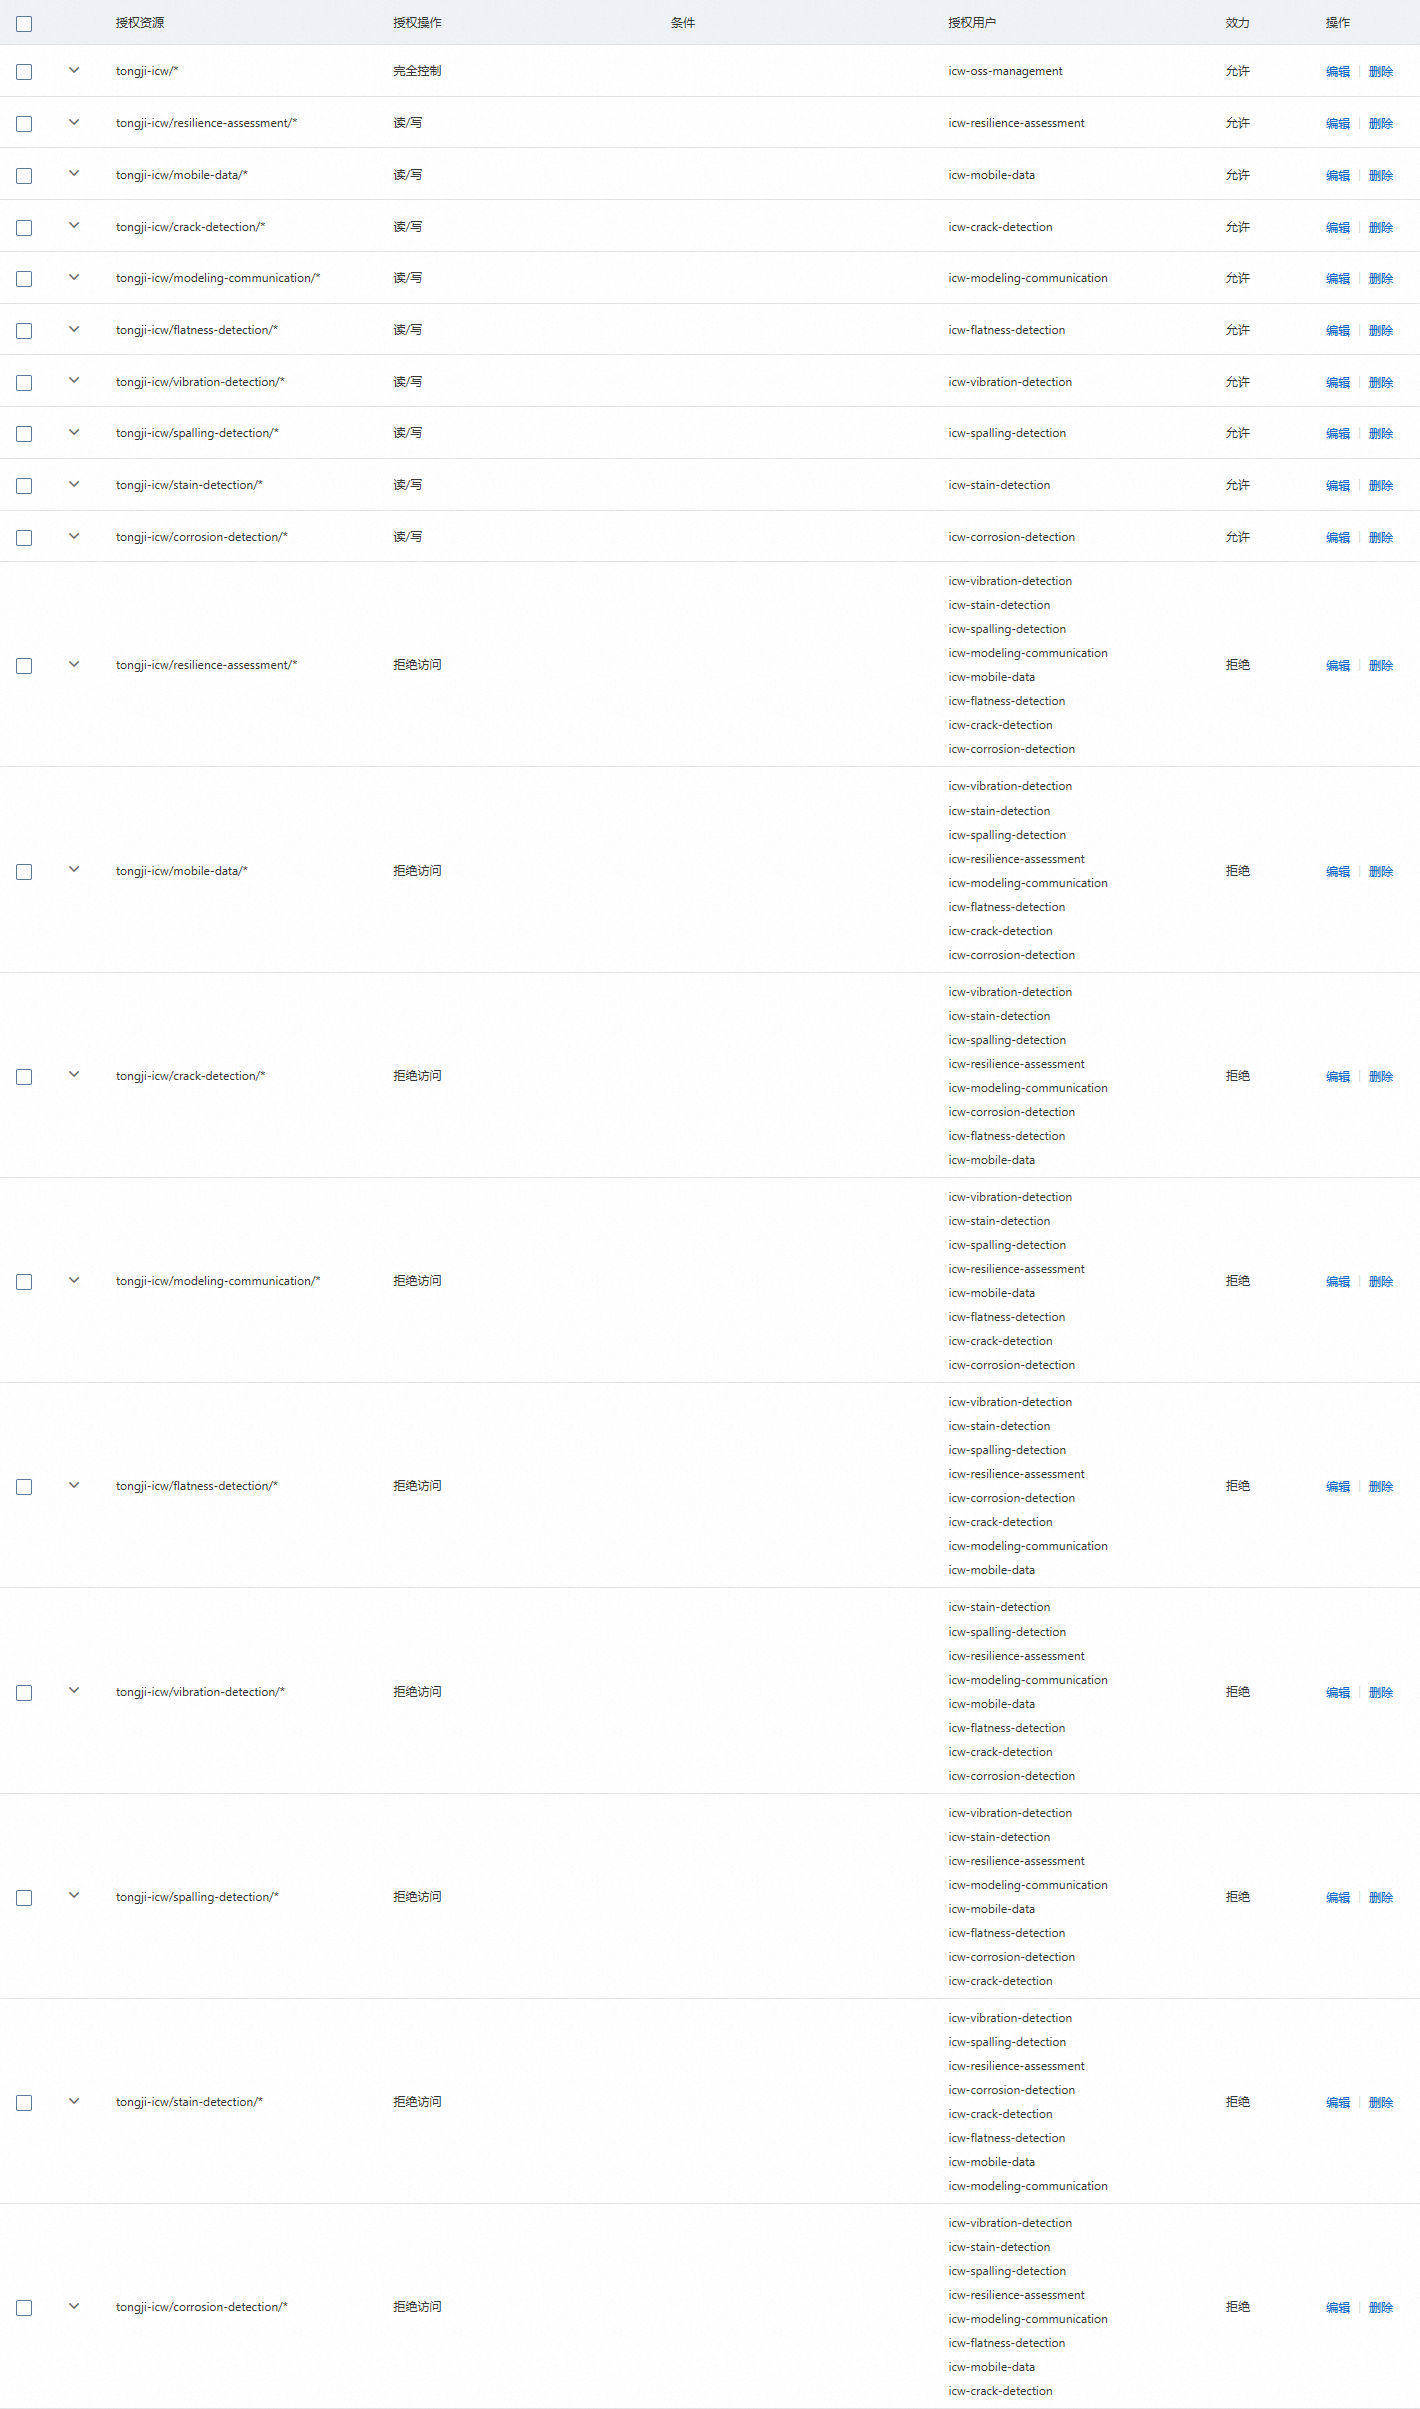 授权资源 授权操作 条件 授权用户 效力 操作
tongji-icw/* 完全控制 icw-oss-management 允许 编辑 删除
tongji-icw/resilience-assessment/* 读/写 icw-resilience-assessment 允许 编辑 删除
tongji-icw/mobile-data/* 读/写 icw-mobile-data 允许 编辑 删除
tongji-icw/crack-detection/* 读/写 icw-crack-detection 允许 编辑 删除
tongji-icw/modeling-communication/* 读/写 icw-modeling-communication 允许 编辑 删除
tongji-icw/flatness-detection/* 读/写 icw-flatness-detection 允许 编辑 删除
tongji-icw/vibration-detection/* 读/写 icw-vibration-detection 允许 编辑 删除
tongji-icw/spalling-detection/* 读/写 icw-spalling-detection 允许 编辑 删除
tongji-icw/stain-detection/* 读/写 icw-stain-detection 允许 编辑 删除
tongji-icw/corrosion-detection/* 读/写 icw-corrosion-detection 允许 编辑 删除
tongji-icw/resilience-assessment/* 拒绝访问
icw-vibration-detection
icw-stain-detection
icw-spalling-detection
icw-modeling-communication
icw-mobile-data
icw-flatness-detection
icw-crack-detection
icw-corrosion-detection
拒绝 编辑 删除
tongji-icw/mobile-data/* 拒绝访问
icw-vibration-detection
icw-stain-detection
icw-spalling-detection
icw-resilience-assessment
icw-modeling-communication
icw-flatness-detection
icw-crack-detection
icw-corrosion-detection
拒绝 编辑 删除
tongji-icw/crack-detection/* 拒绝访问
icw-vibration-detection
icw-stain-detection
icw-spalling-detection
icw-resilience-assessment
icw-modeling-communication
icw-corrosion-detection
icw-flatness-detection
icw-mobile-data
拒绝 编辑 删除
tongji-icw/modeling-communication/* 拒绝访问
icw-vibration-detection
icw-stain-detection
icw-spalling-detection
icw-resilience-assessment
icw-mobile-data
icw-flatness-detection
icw-crack-detection
icw-corrosion-detection
拒绝 编辑 删除
tongji-icw/flatness-detection/* 拒绝访问
icw-vibration-detection
icw-stain-detection
icw-spalling-detection
icw-resilience-assessment
icw-corrosion-detection
icw-crack-detection
icw-modeling-communication
icw-mobile-data
拒绝 编辑 删除
tongji-icw/vibration-detection/* 拒绝访问
icw-stain-detection
icw-spalling-detection
icw-resilience-assessment
icw-modeling-communication
icw-mobile-data
icw-flatness-detection
icw-crack-detection
icw-corrosion-detection
拒绝 编辑 删除
tongji-icw/spalling-detection/* 拒绝访问
icw-vibration-detection
icw-stain-detection
icw-resilience-assessment
icw-modeling-communication
icw-mobile-data
icw-flatness-detection
icw-corrosion-detection
icw-crack-detection
拒绝 编辑 删除
tongji-icw/stain-detection/* 拒绝访问
icw-vibration-detection
icw-spalling-detection
icw-resilience-assessment
icw-corrosion-detection
icw-crack-detection
icw-flatness-detection
icw-mobile-data
icw-modeling-communication
拒绝 编辑 删除
tongji-icw/corrosion-detection/* 拒绝访问
icw-vibration-detection
icw-stain-detection
icw-spalling-detection
icw-resilience-assessment
icw-modeling-communication
icw-flatness-detection
icw-mobile-data
icw-crack-detection
拒绝 编辑 删除